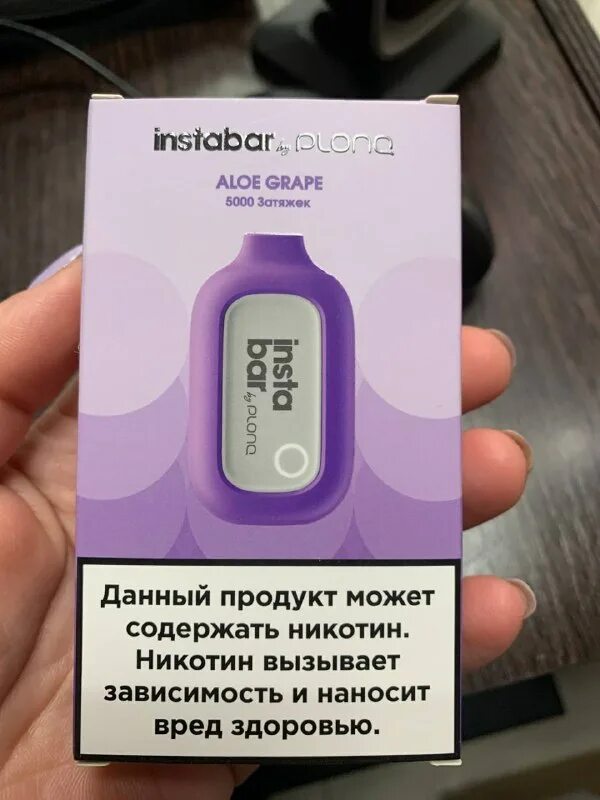 instabar by PLONQ
ALOE GRAPE
5000 Затяжек
insta
bar
by PLONQ
Данный продукт может
содержать никотин.
Никотин вызывает
зависимость и наносит
вред здоровью.